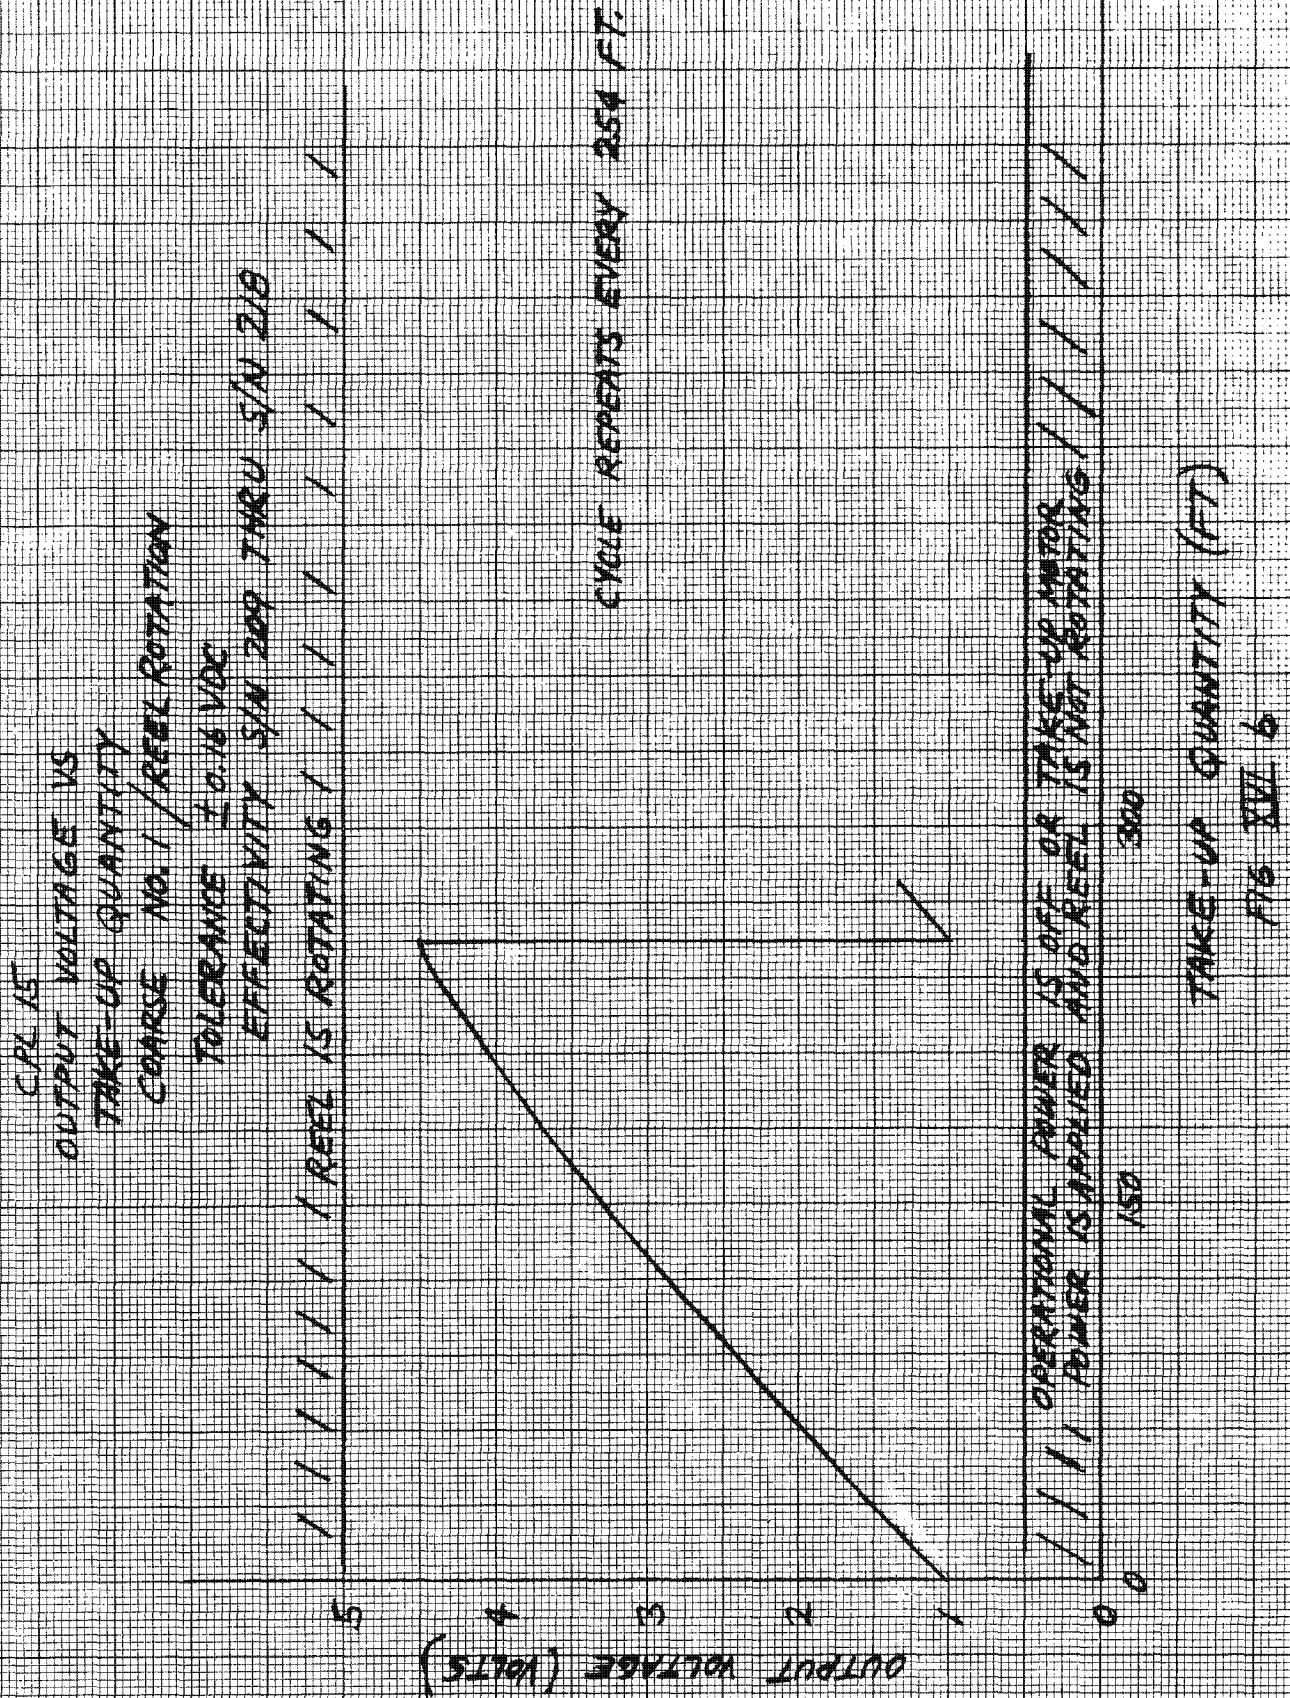 CPL 15
OUTPUT VOLTAGE VS
TAKE-UP QUANTITY
COARSE NO. 1 / REEL ROTATION
TOLERANCE ±0.16 VDC
EFFECTIVITY S/N 209 THRU S/N 218
REEL IS ROTATING
CYCLE REPEATS EVERY 254 FT.
OPERATIONAL POWER IS OFF OR TAKE-UP MOTOR
POWER IS APPLIED AND REEL IS NOT ROTATING
OUTPUT VOLTAGE (VOLTS)
5
4
3
2
1
0
0
150
300
TAKE-UP QUANTITY (FT)
FIG XVI b